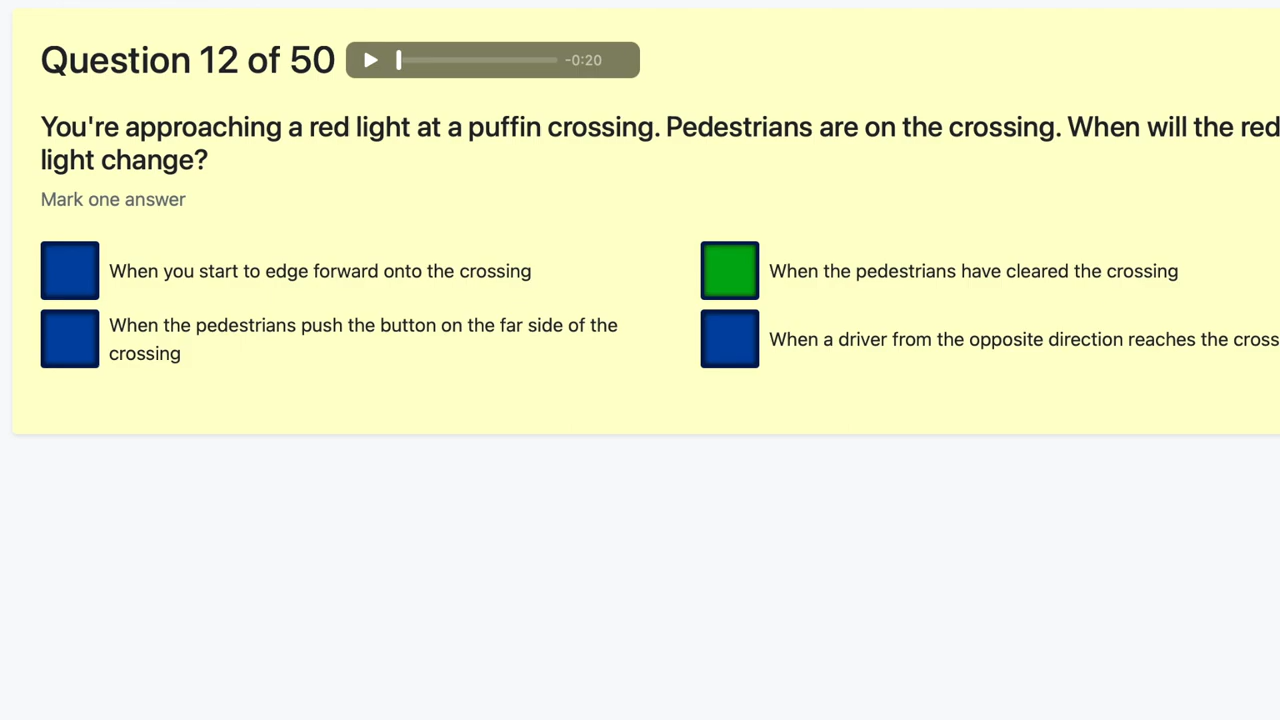 Question 12 of 50
-0:20
You're approaching a red light at a puffin crossing. Pedestrians are on the crossing. When will the red
light change?
Mark one answer
When you start to edge forward onto the crossing
When the pedestrians have cleared the crossing
When the pedestrians push the button on the far side of the
crossing
When a driver from the opposite direction reaches the cross